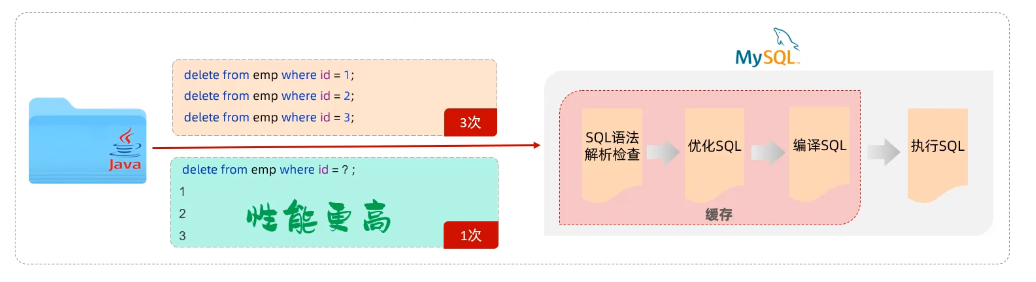 Java
delete from emp where id = 1;
delete from emp where id = 2;
delete from emp where id = 3;
3次
delete from emp where id = ? ;
1
2
3
性能更高
1次
MySQL
SQL语法
解析检查
优化SQL
编译SQL
执行SQL
缓存